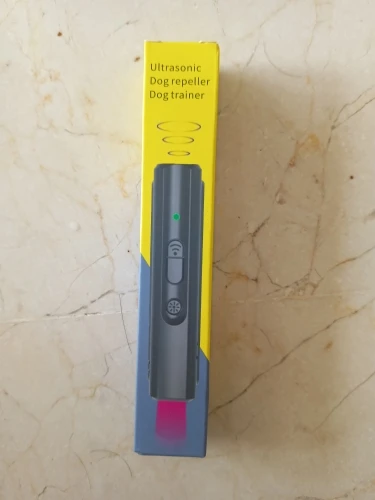 Ultrasonic
Dog repeller
Dog trainer